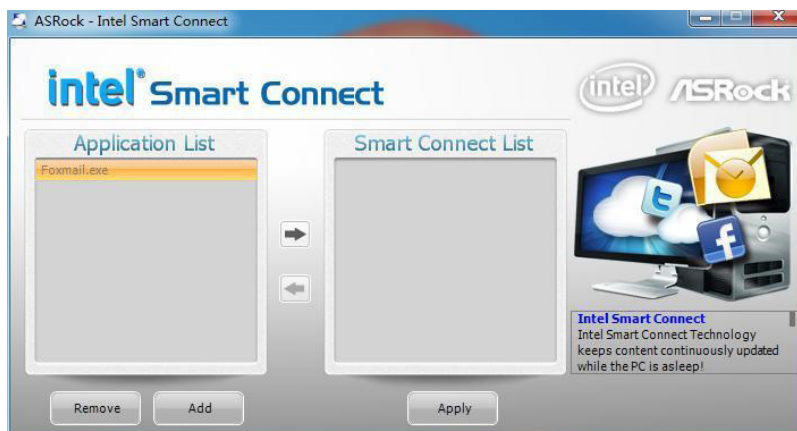 ASRock - Intel Smart Connect
intel® Smart Connect
intel® ASRock
Application List
Smart Connect List
Foxmail.exe
Intel Smart Connect
Intel Smart Connect Technology
keeps content continuously updated
while the PC is asleep!
Remove
Add
Apply